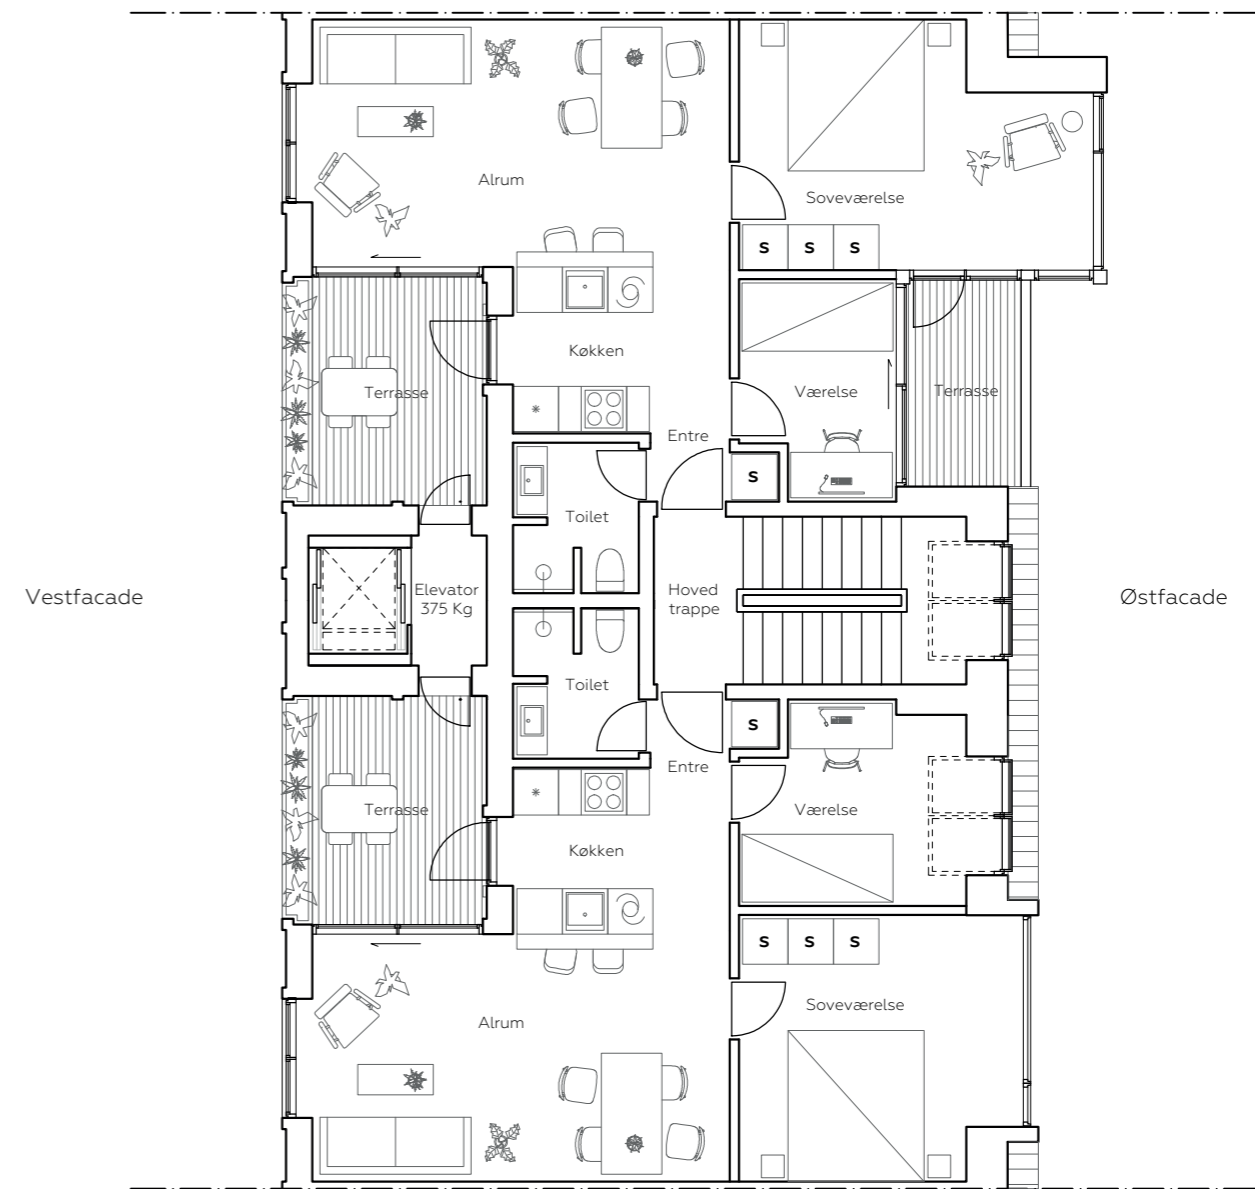 Alrum
Soveværelse
S S S
Køkken
Terrasse
Værelse
Terrasse
Entre
S
Toilet
Vestfacade
Elevator
375 Kg
Hoved
trappe
Østfacade
Toilet
S
Entre
Terrasse
Værelse
Køkken
S S S
Soveværelse
Alrum